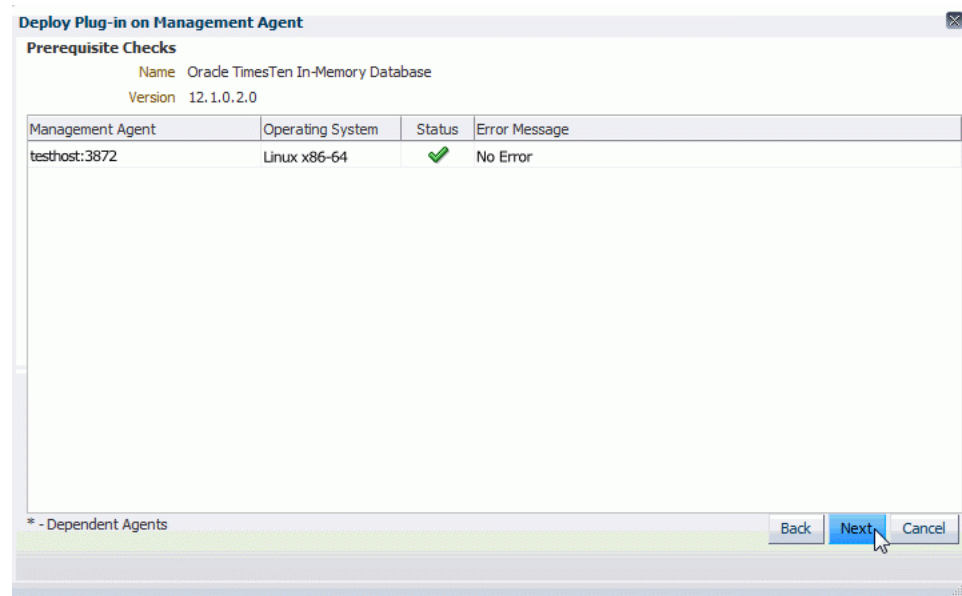 Deploy Plug-in on Management Agent
Prerequisite Checks
Name Oracle TimesTen In-Memory Database
Version 12.1.0.2.0
Management Agent Operating System Status Error Message
testhost:3872 Linux x86-64 No Error
* - Dependent Agents
Back Next Cancel